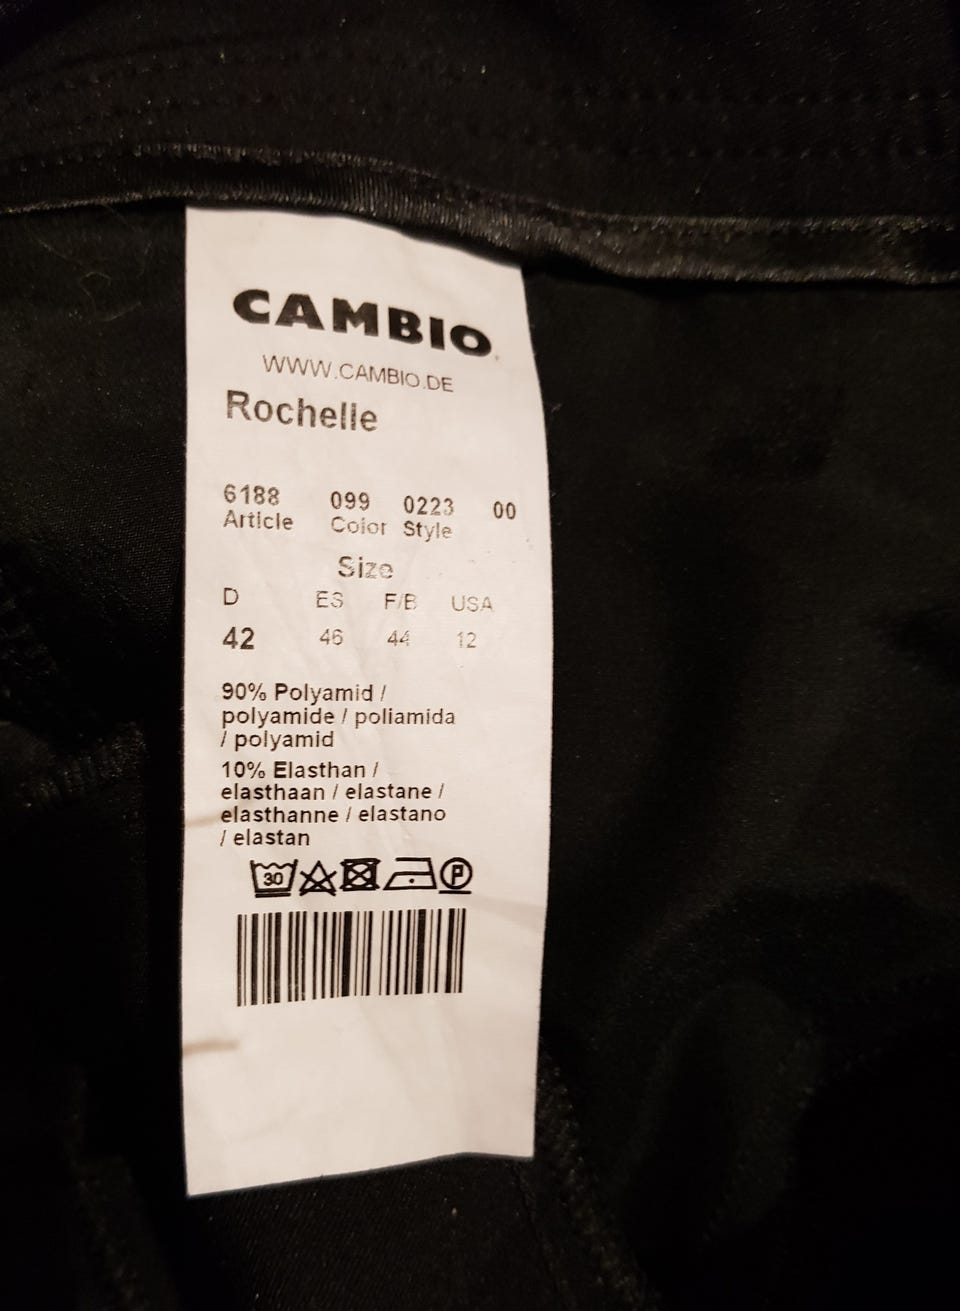 CAMBIO
WWW.CAMBIO.DE
Rochelle
6188 099 0223 00
Article Color Style
Size
D ES F/B USA
42 46 44 12
90% Polyamid /
polyamide / poliamida
/ polyamid
10% Elasthan /
elasthaan / elastane /
elasthanne / elastano
/ elastan
30 P